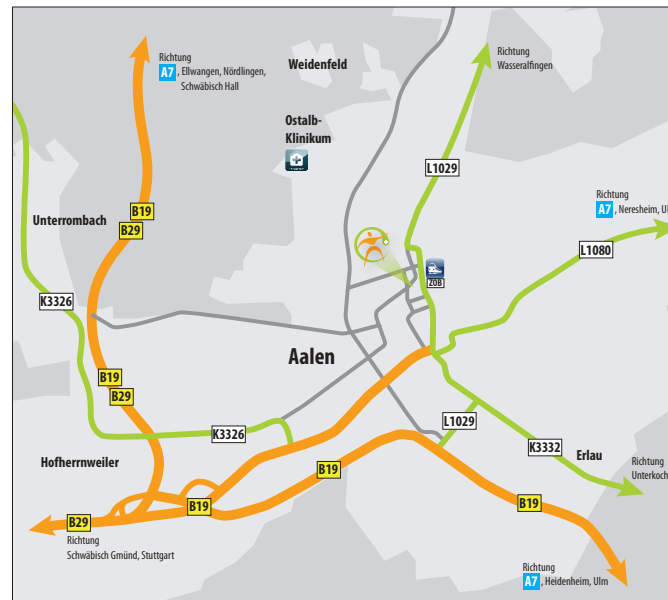 Richtung
A7, Ellwangen, Nördlingen,
Schwäbisch Hall
Weidenfeld
Richtung
Wasseralfingen
Ostalb-
Klinikum
L1029
Richtung
A7, Neresheim, Ul
Unterrombach
B19
B29
L1080
ZOB
K3326
Aalen
B19
B29
K3326
L1029
K3332
Erlau
Hofherrnweiler
B19
Richtung
Unterkoch
B19
B19
B29
Richtung
Schwäbisch Gmünd, Stuttgart
Richtung
A7, Heidenheim, Ulm